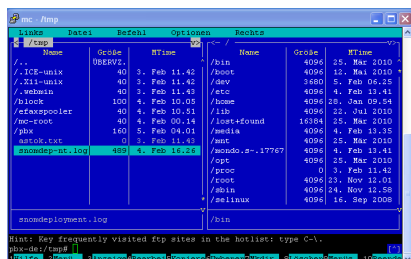 mc - /tmp
Links Datei Befehl Optionen Rechts
/tmp
/
Name Größe MTime
/.. ÜBERVZ.
/.ICE-unix 40 3. Feb 11.42
/.X11-unix 40 3. Feb 11.42
/.webmin 40 3. Feb 11.43
/block 100 4. Feb 10.05
/efaxspooler 40 4. Feb 10.51
/mc-root 40 4. Feb 00.14
/pbx 160 5. Feb 04.01
astok.txt 0 3. Feb 11.43
snomdep~nt.log 489 4. Feb 16.26
snomdeployment.log
Name Größe MTime
/bin 4096 25. Mär 2010
/boot 4096 12. Mai 2010
/dev 3680 5. Feb 06.25
/etc 4096 4. Feb 13.41
/home 4096 28. Jan 09.54
/lib 4096 22. Jul 2010
/lost+found 16384 25. Mär 2010
/media 4096 4. Feb 13.35
/mnt 4096 25. Mär 2010
/mondo.s~.17767 4096 4. Feb 13.41
/opt 4096 25. Mär 2010
/proc 0 3. Feb 11.42
/root 4096 23. Nov 12.01
/sbin 4096 24. Nov 12.58
/selinux 4096 16. Sep 2008
/bin
Hint: Key frequently visited ftp sites in the hotlist: type C-\.
pbx-de:/tmp#
[^]